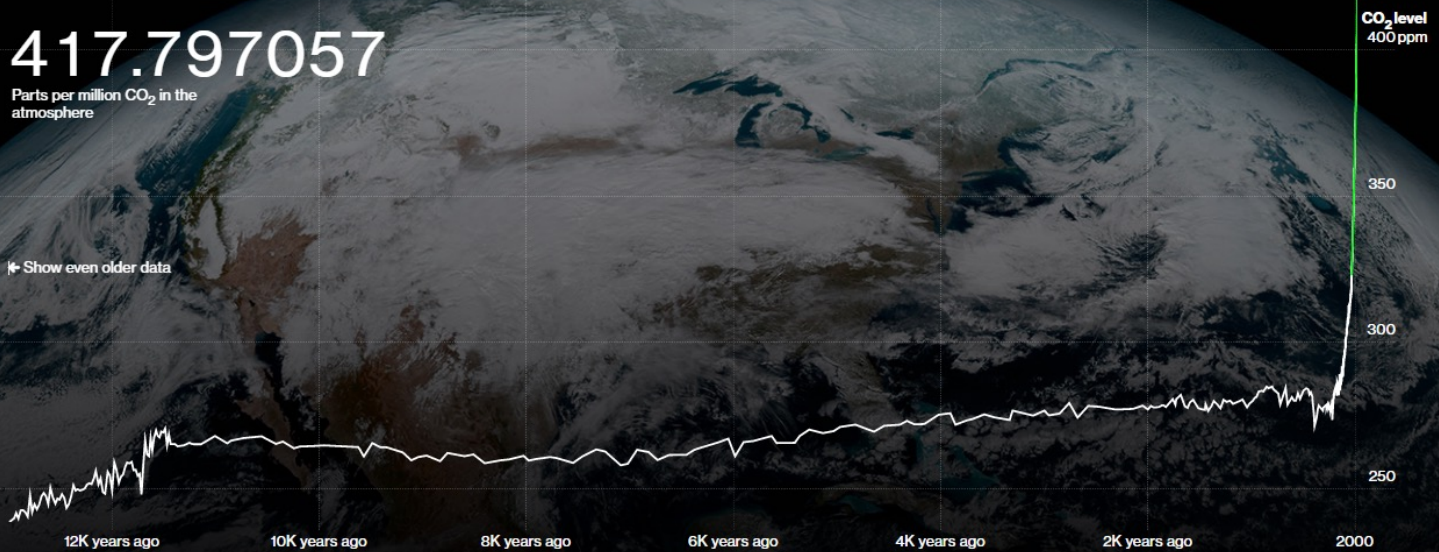 417.797057
Parts per million CO₂ in the
atmosphere
CO₂ level
400 ppm
350
Show even older data
300
250
12K years ago
10K years ago
8K years ago
6K years ago
4K years ago
2K years ago
2000